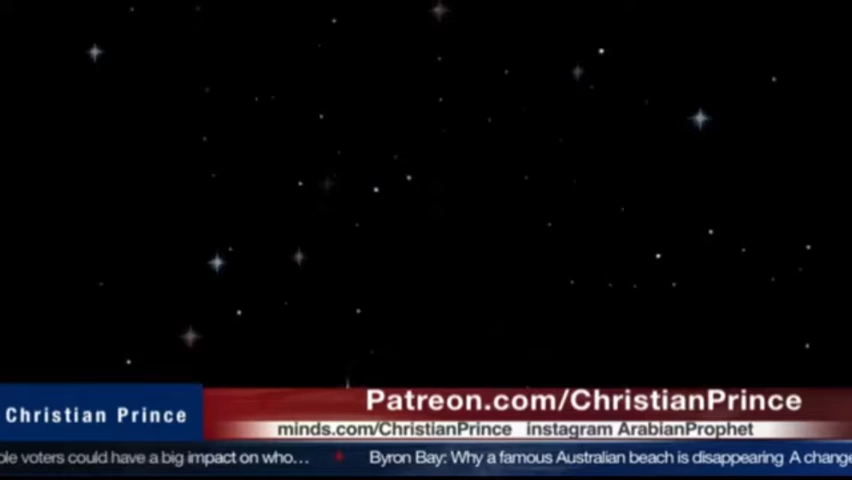 Patreon.com/ChristianPrince
Christian Prince
minds.com/ChristianPrince instagram ArabianProphet
voters could have a big impact on who... Byron Bay: Why a famous Australian beach is disappearing A change